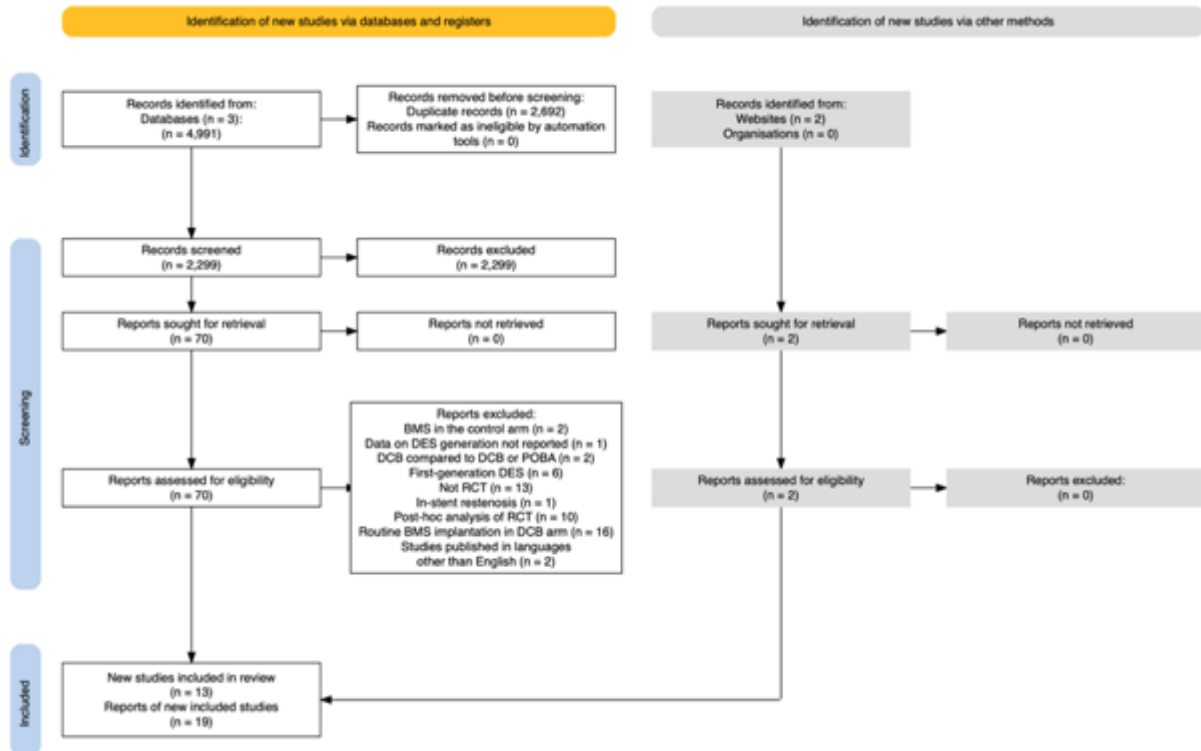 Identification of new studies via databases and registers
Identification of new studies via other methods
Identification
Records identified from:
Databases (n = 3):
(n = 4,991)
Records removed before screening:
Duplicate records (n = 2,692)
Records marked as ineligible by automation
tools (n = 0)
Records identified from:
Websites (n = 2)
Organisations (n = 0)
Screening
Records screened
(n = 2,299)
Records excluded
(n = 2,299)
Reports sought for retrieval
(n = 70)
Reports not retrieved
(n = 0)
Reports sought for retrieval
(n = 2)
Reports not retrieved
(n = 0)
Reports assessed for eligibility
(n = 70)
Reports excluded:
BMS in the control arm (n = 2)
Data on DES generation not reported (n = 1)
DCB compared to DCB or POBA (n = 2)
First-generation DES (n = 6)
Not RCT (n = 13)
In-stent restenosis (n = 1)
Post-hoc analysis of RCT (n = 10)
Routine BMS implantation in DCB arm (n = 16)
Studies published in languages
other than English (n = 2)
Reports assessed for eligibility
(n = 2)
Reports excluded:
(n = 0)
Included
New studies included in review
(n = 13)
Reports of new included studies
(n = 19)